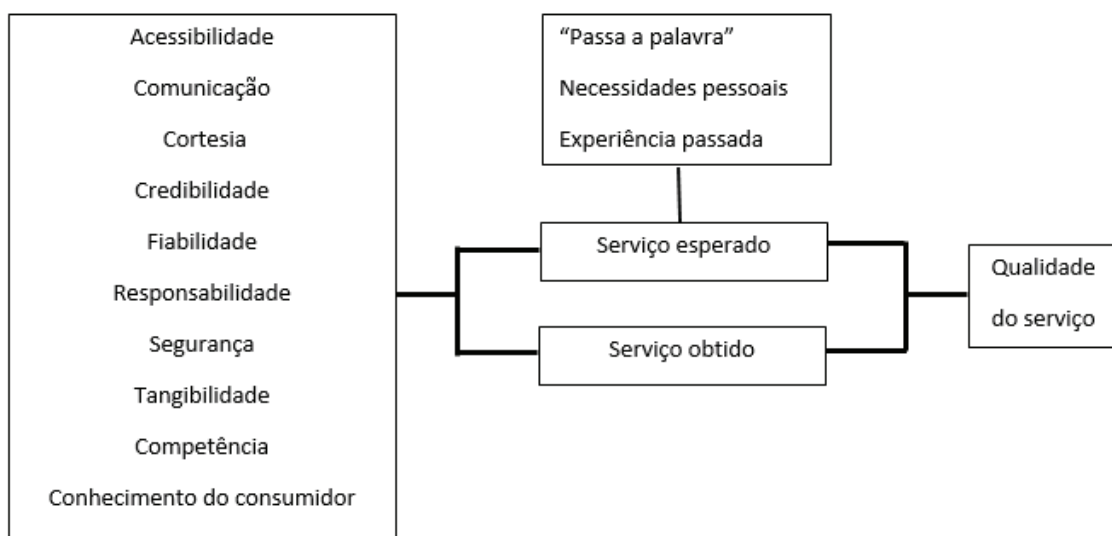 Acessibilidade
Comunicação
Cortesia
Credibilidade
Fiabilidade
Responsabilidade
Segurança
Tangibilidade
Competência
Conhecimento do consumidor
“Passa a palavra”
Necessidades pessoais
Experiência passada
Serviço esperado
Serviço obtido
Qualidade
do serviço